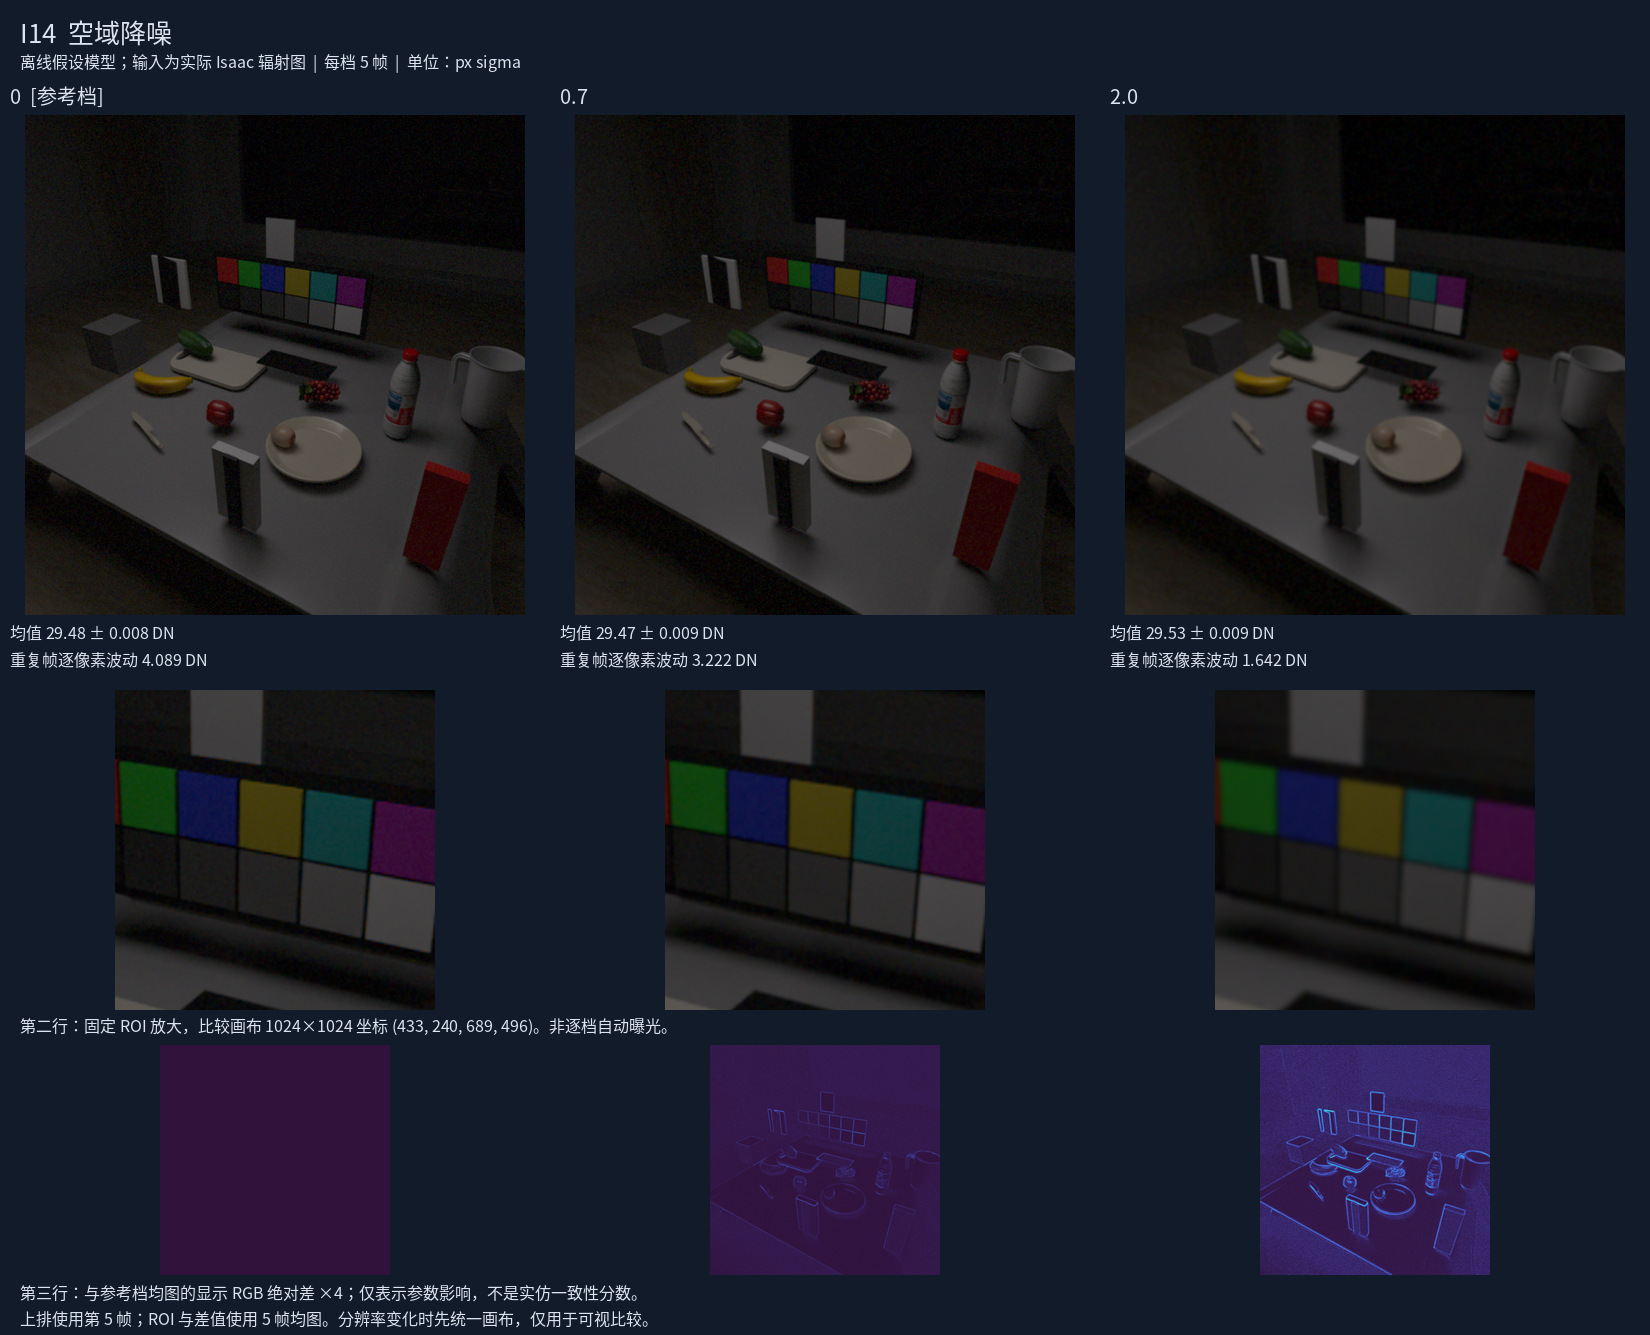 I14 空域降噪
离线假设模型；输入为实际 Isaac 辐射图 | 每档 5 帧 | 单位：px sigma
0 [参考档]
0.7
2.0
均值 29.48 ± 0.008 DN
重复帧逐像素波动 4.089 DN
均值 29.47 ± 0.009 DN
重复帧逐像素波动 3.222 DN
均值 29.53 ± 0.009 DN
重复帧逐像素波动 1.642 DN
第二行：固定 ROI 放大，比较画布 1024×1024 坐标 (433, 240, 689, 496)。非逐档自动曝光。
第三行：与参考档均图的显示 RGB 绝对差 ×4；仅表示参数影响，不是实仿一致性分数。
上排使用第 5 帧；ROI 与差值使用 5 帧均图。分辨率变化时先统一画布，仅用于可视比较。